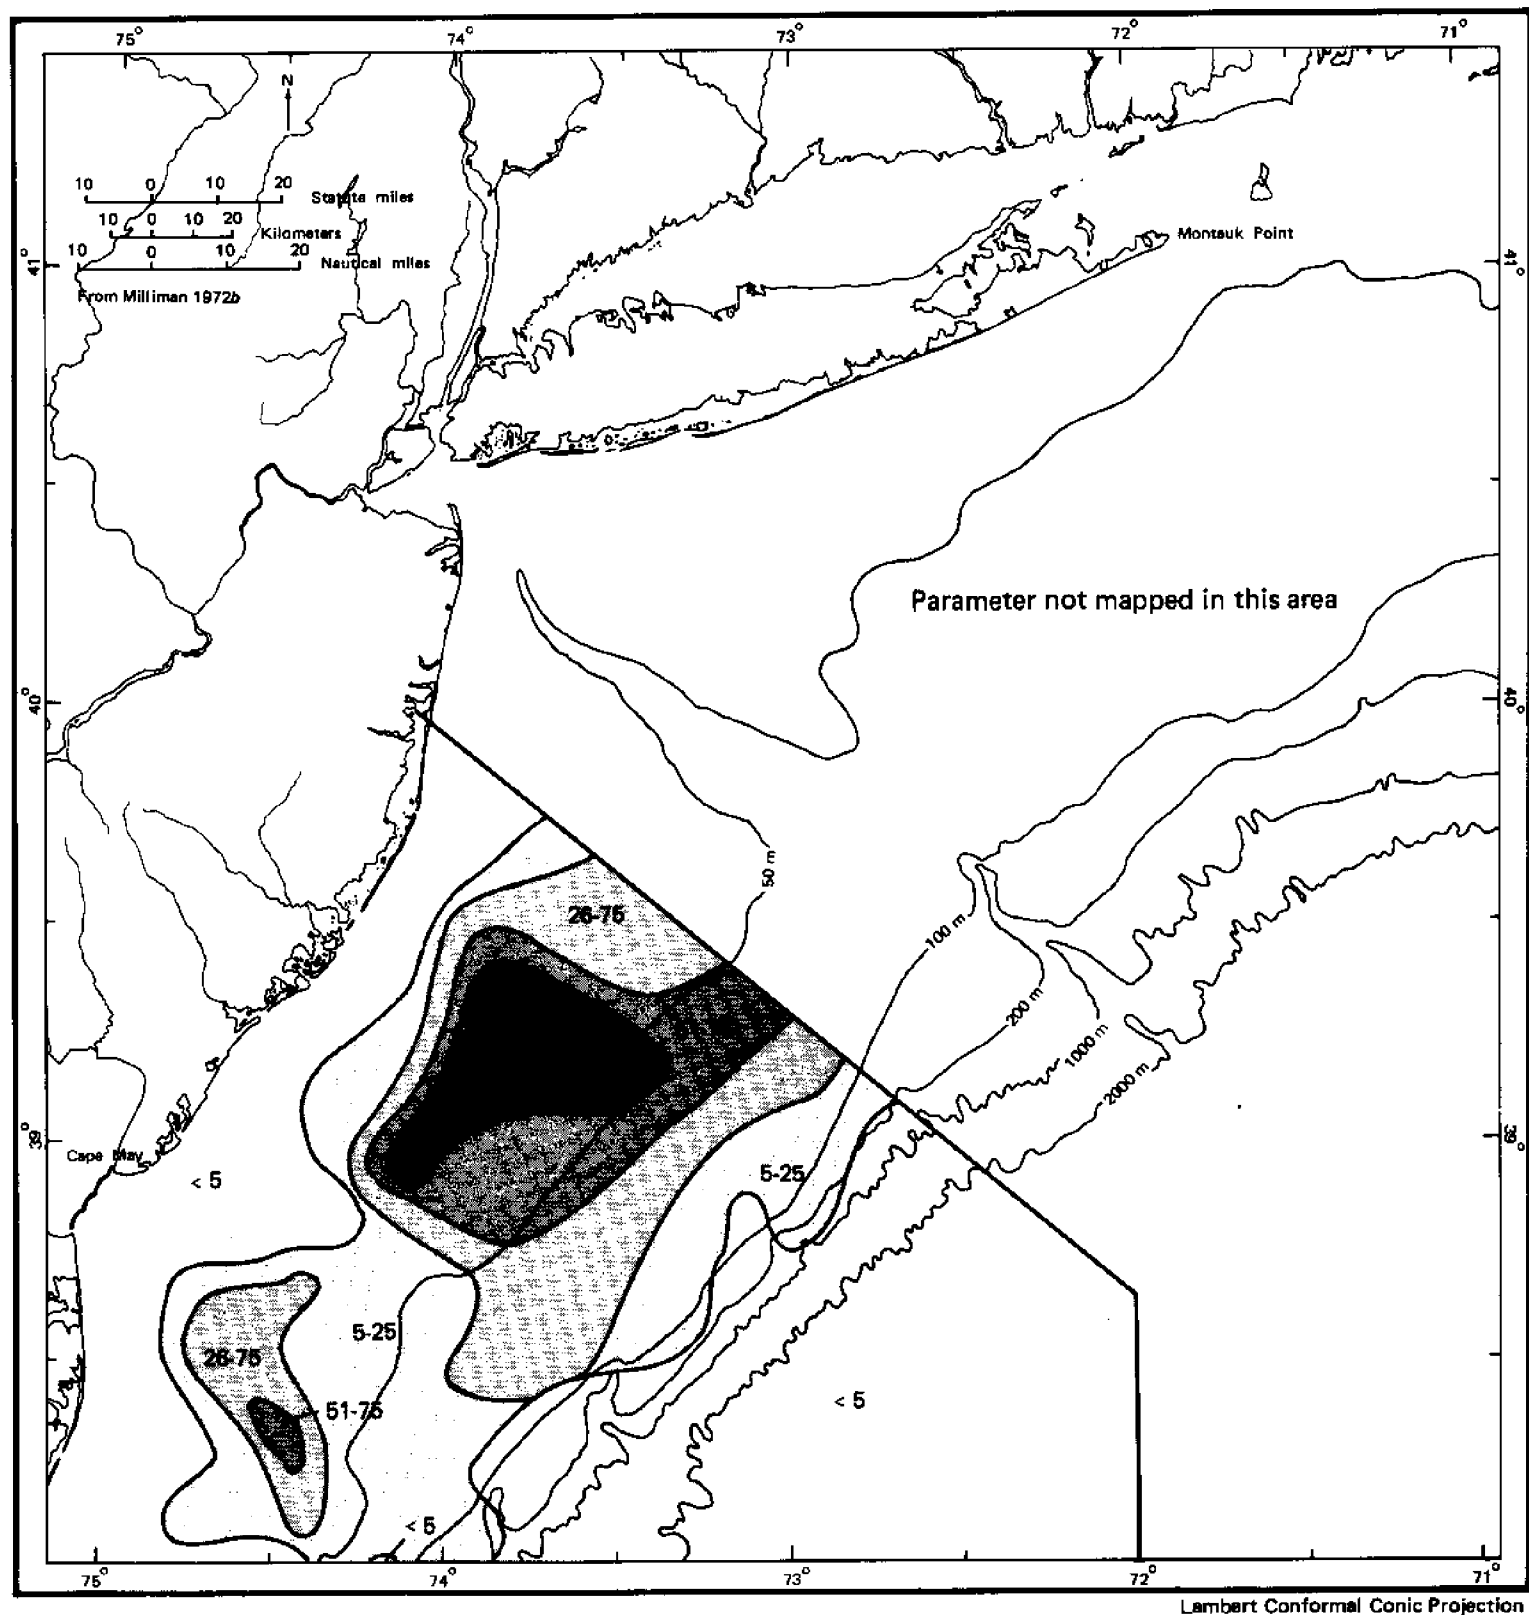 75° 74° 73° 72° 71°
N
10 0 10 20
Statute miles
10 0 10 20
Kilometers
10 0 10 20
Nautical miles
From Milliman 1972b
Montauk Point
41° 41°
Parameter not mapped in this area
40° 40°
50 m
26-75
100 m
200 m
1000 m
2000 m
39° 39°
Cape May
< 5
5-25
5-25
26-75
51-75
< 5
< 5
75° 74° 73° 72° 71°
Lambert Conformal Conic Projection